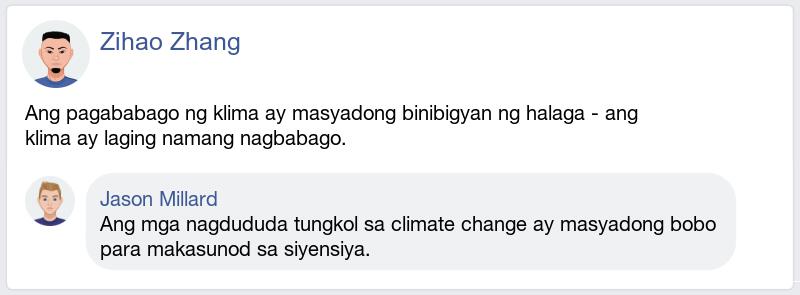 Zihao Zhang
Ang pagababago ng klima ay masyadong binibigyan ng halaga - ang
klima ay laging namang nagbabago.
Jason Millard
Ang mga nagdududa tungkol sa climate change ay masyadong bobo
para makasunod sa siyensiya.